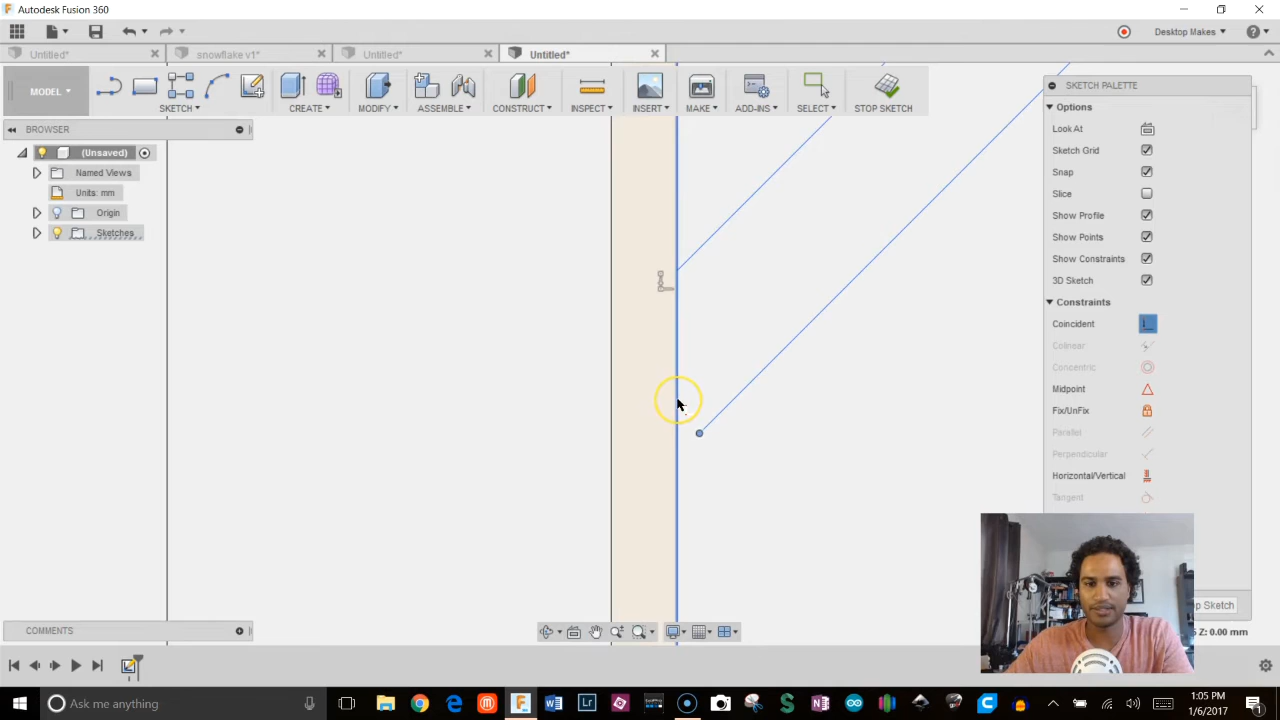 Autodesk Fusion 360
Desktop Makes
Untitled*
snowflake v1*
Untitled*
Untitled*
MODEL
SKETCH
CREATE
MODIFY
ASSEMBLE
CONSTRUCT
INSPECT
INSERT
MAKE
ADD-INS
SELECT
STOP SKETCH
BROWSER
(Unsaved)
Named Views
Units: mm
Origin
Sketches
SKETCH PALETTE
Options
Look At
Sketch Grid
Snap
Slice
Show Profile
Show Points
Show Constraints
3D Sketch
Constraints
Coincident
Colinear
Concentric
Midpoint
Fix/UnFix
Parallel
Perpendicular
Horizontal/Vertical
Tangent
p Sketch
Z: 0.00 mm
COMMENTS
Ask me anything
1:05 PM
1/6/2017